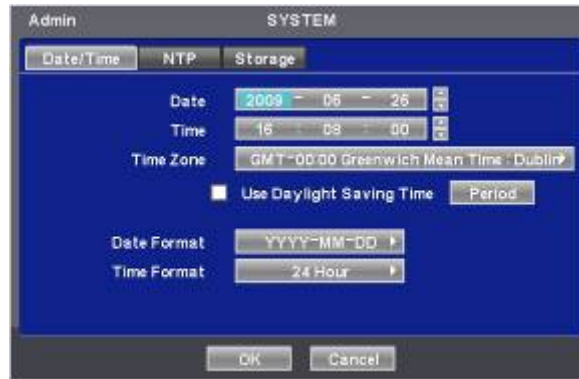 Admin SYSTEM
Date/Time NTP Storage
Date 2009 - 06 - 26
Time 16 : 08 : 00
Time Zone GMT-00:00 Greenwich Mean Time : Dublin
Use Daylight Saving Time Period
Date Format YYYY-MM-DD
Time Format 24 Hour
OK Cancel